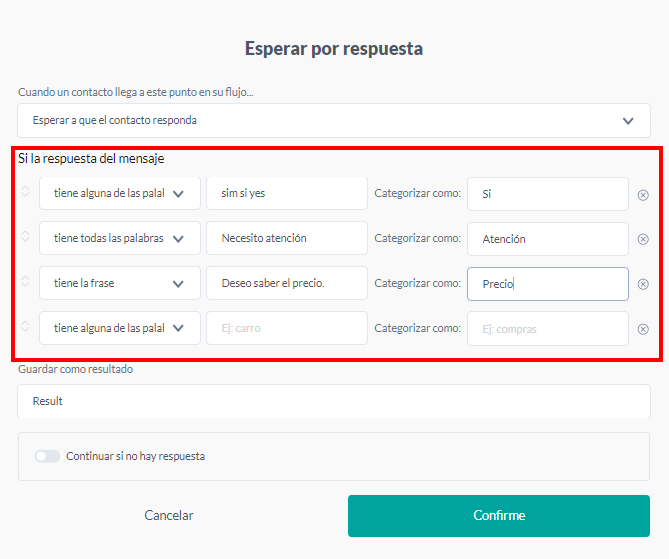 Esperar por respuesta
Cuando un contacto llega a este punto en su flujo...
Esperar a que el contacto responda
Si la respuesta del mensaje
tiene alguna de las palal sim si yes Categorizar como: Si
tiene todas las palabras Necesito atención Categorizar como: Atención
tiene la frase Deseo saber el precio. Categorizar como: Precio
tiene alguna de las palal Ej: carro Categorizar como: Ej: compras
Guardar como resultado
Result
Continuar si no hay respuesta
Cancelar Confirme